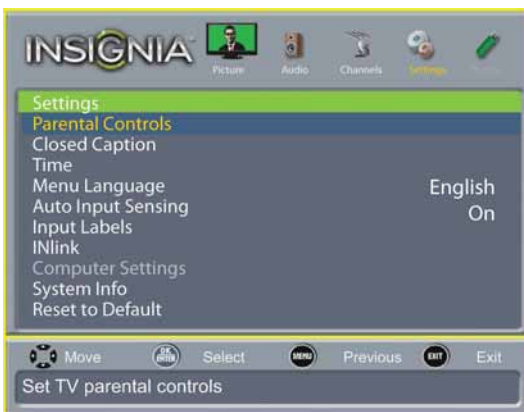 INSIGNIA
Picture Audio Channels Settings
Settings
Parental Controls
Closed Caption
Time
Menu Language English
Auto Input Sensing On
Input Labels
INlink
Computer Settings
System Info
Reset to Default
Move OK ENTER Select MENU Previous EXIT Exit
Set TV parental controls